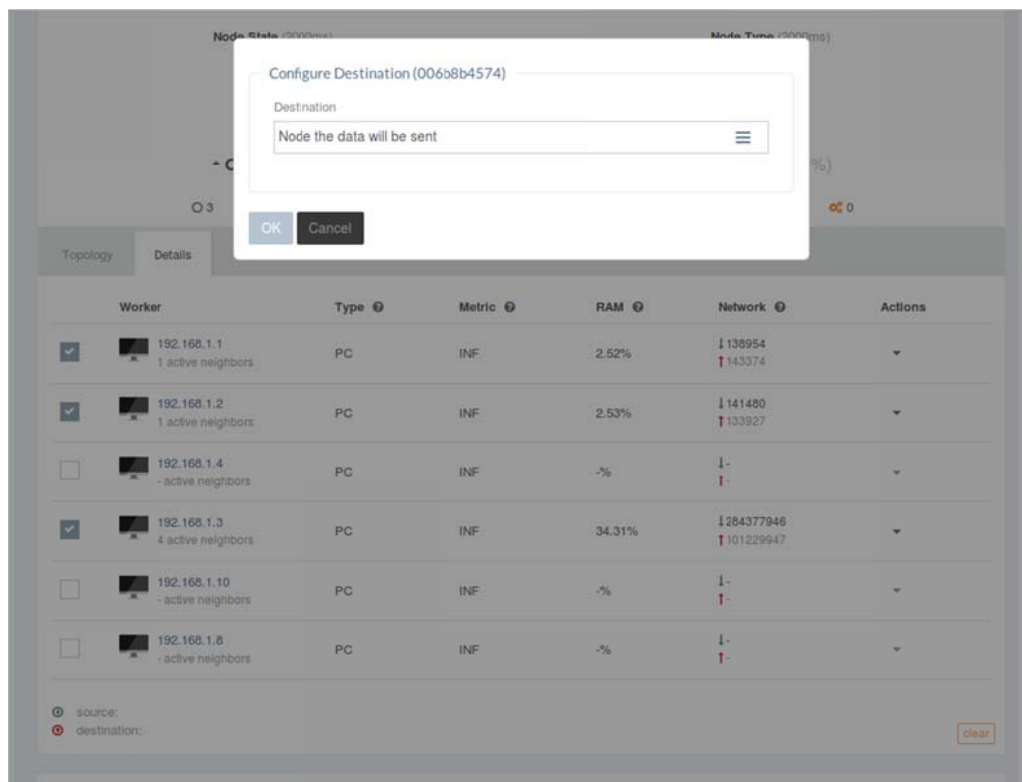 Node State (2000ms)
Node Type (2000ms)
Configure Destination (006b8b4574)
Destination
Node the data will be sent
C
%)
3
0
OK
Cancel
Topology
Details
Worker
Type
Metric
RAM
Network
Actions
192.168.1.1
1 active neighbors
PC
INF
2.52%
138954
143374
192.168.1.2
1 active neighbors
PC
INF
2.53%
141480
133927
192.168.1.4
- active neighbors
PC
INF
-%
-
-
192.168.1.3
4 active neighbors
PC
INF
34.31%
284377946
101229947
192.168.1.10
- active neighbors
PC
INF
-%
-
-
192.168.1.8
- active neighbors
PC
INF
-%
-
-
source:
destination:
clear